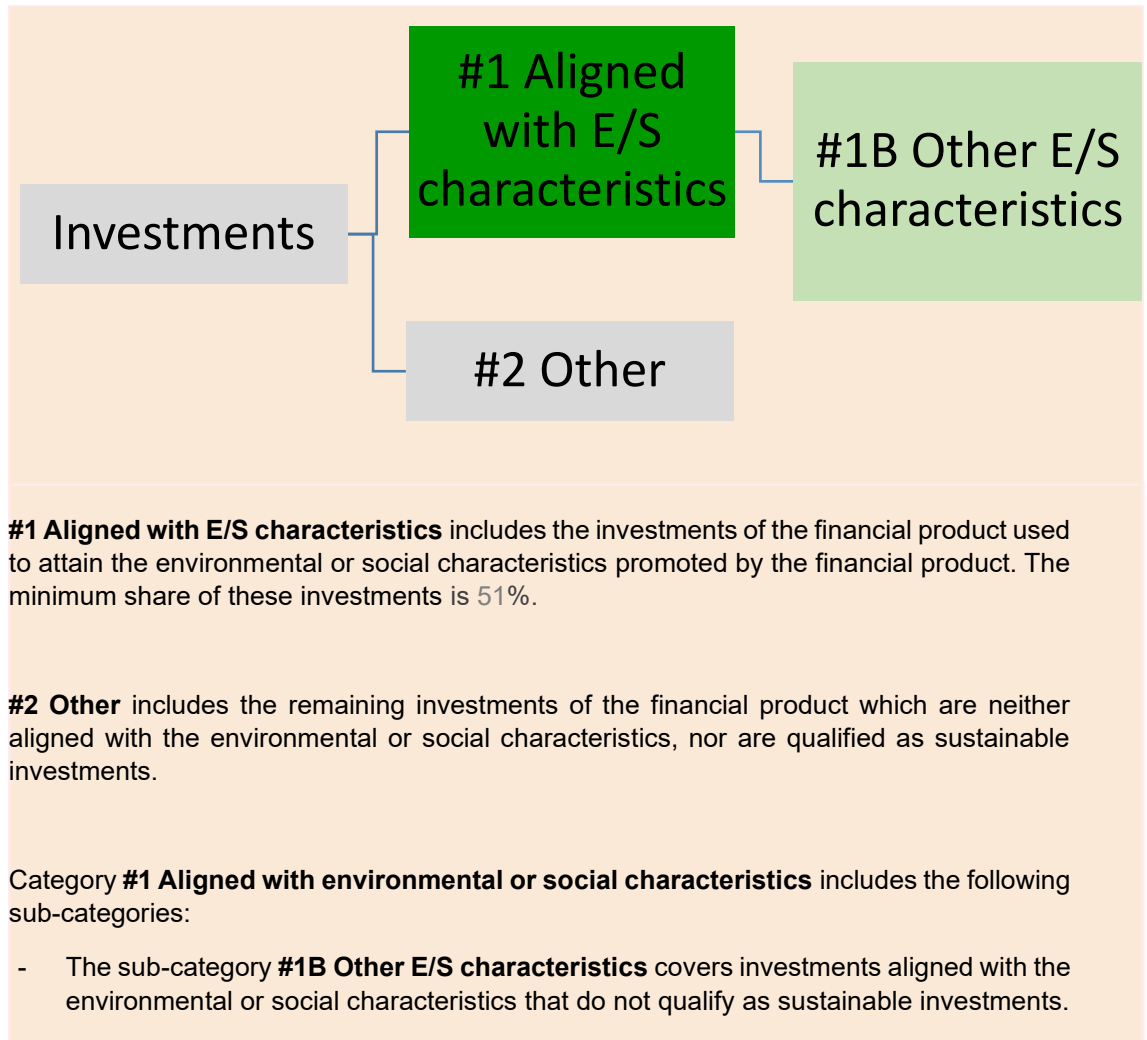 #1 Aligned
with E/S
characteristics
#1B Other E/S
characteristics
Investments
#2 Other
#1 Aligned with E/S characteristics includes the investments of the financial product used
to attain the environmental or social characteristics promoted by the financial product. The
minimum share of these investments is 51%.
#2 Other includes the remaining investments of the financial product which are neither
aligned with the environmental or social characteristics, nor are qualified as sustainable
investments.
Category #1 Aligned with environmental or social characteristics includes the following
sub-categories:
- The sub-category #1B Other E/S characteristics covers investments aligned with the
environmental or social characteristics that do not qualify as sustainable investments.